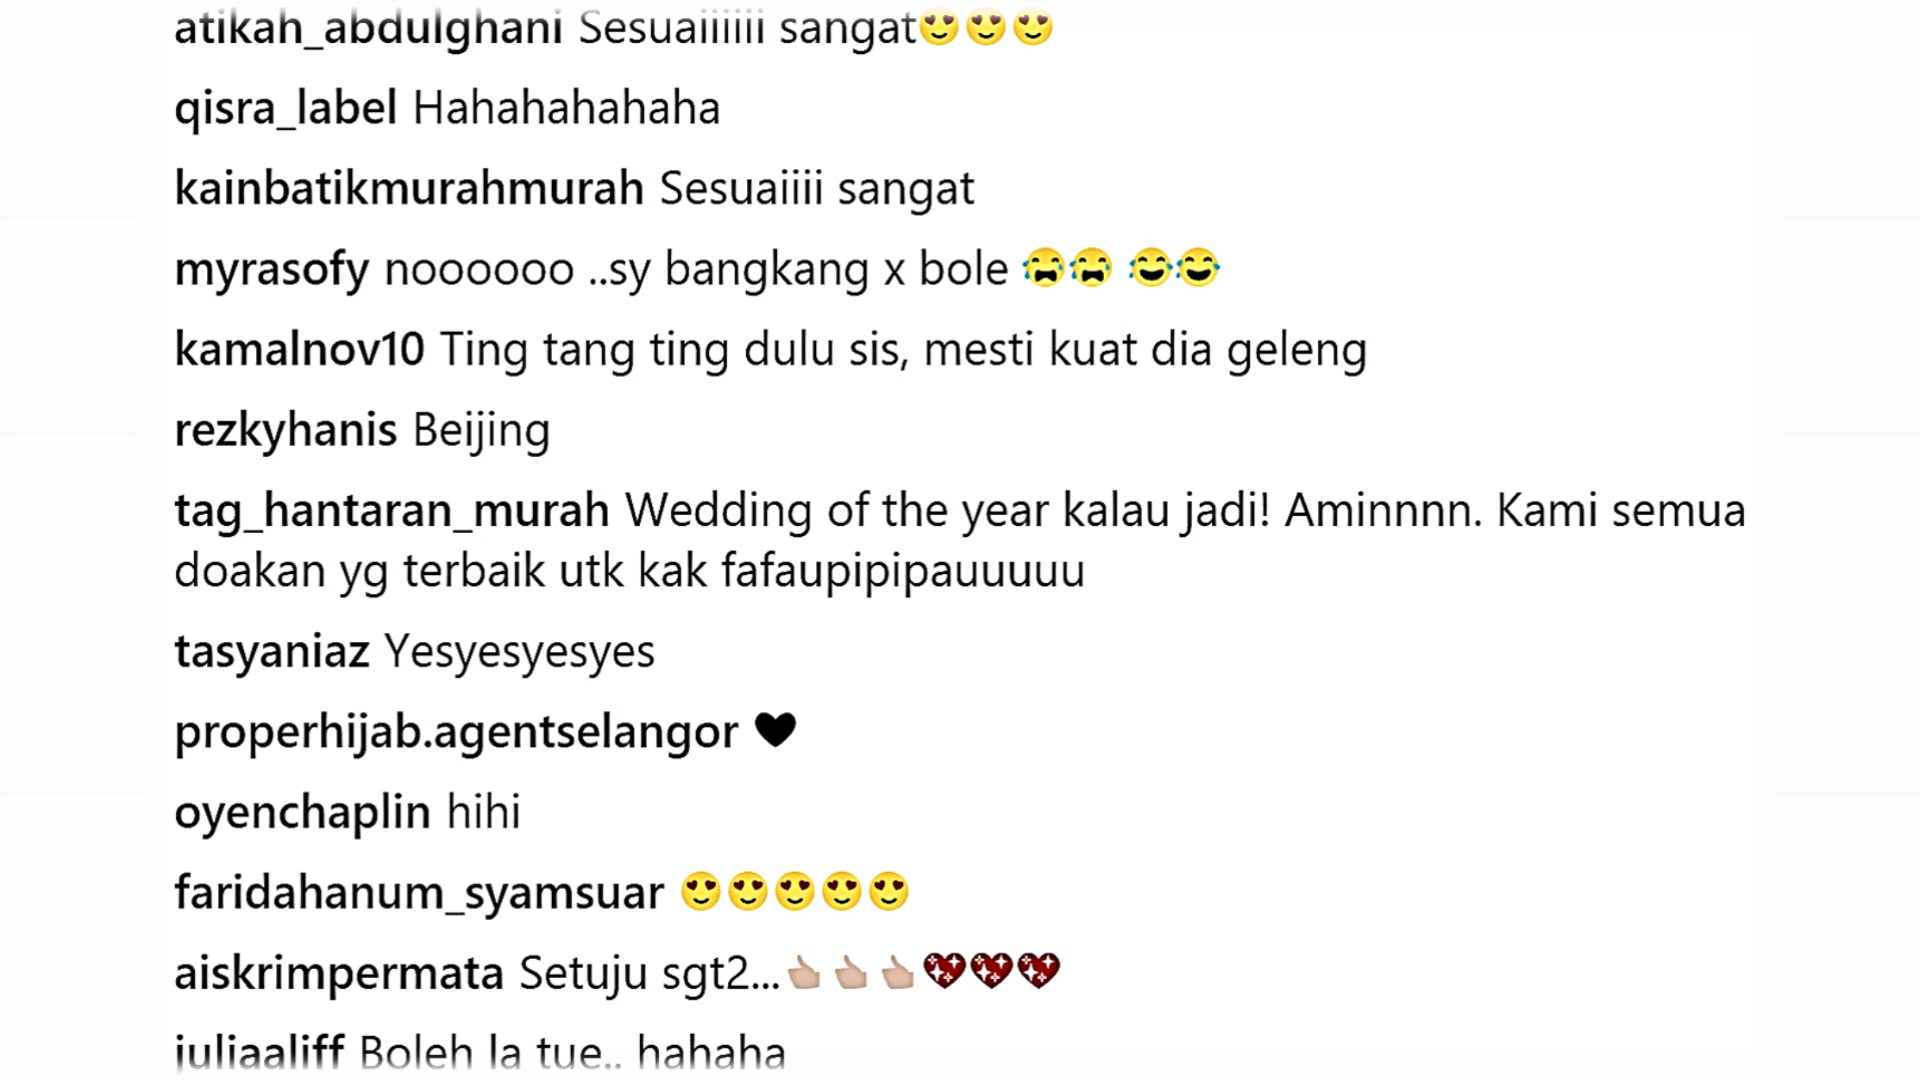 atikah_abdulghani Sesuaiiiiii sangat😍😍😍
qisra_label Hahahahahaha
kainbatikmurahmurah Sesuaiiii sangat
myrasofy noooooo ..sy bangkang x bole 😭😭 😂😂
kamalnov10 Ting tang ting dulu sis, mesti kuat dia geleng
rezkyhanis Beijing
tag_hantaran_murah Wedding of the year kalau jadi! Aminnnn. Kami semua
doakan yg terbaik utk kak fafaupipipauuuuu
tasyaniaz Yesyesyesyes
properhijab.agentselangor 🖤
oyenchaplin hihi
faridahanum_syamsuar 😍😍😍😍😍
aiskrimpermata Setuju sgt2...👍🏼👍🏼👍🏼💖💖💖
juliaaliff Boleh la tue.. hahaha